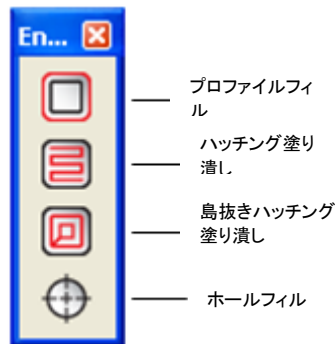 En...
プロファイルフィ
ル
ハッチング塗り
潰し
島抜きハッチング
塗り潰し
ホールフィル